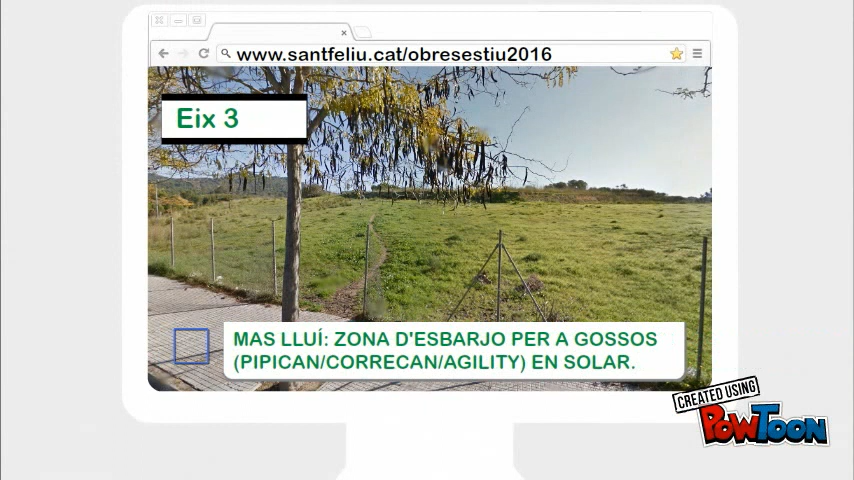 www.santfeliu.cat/obresestiu2016
Eix 3
MAS LLUÍ: ZONA D'ESBARJO PER A GOSSOS
(PIPICAN/CORRECAN/AGILITY) EN SOLAR.
CREATED USING
POWTOON